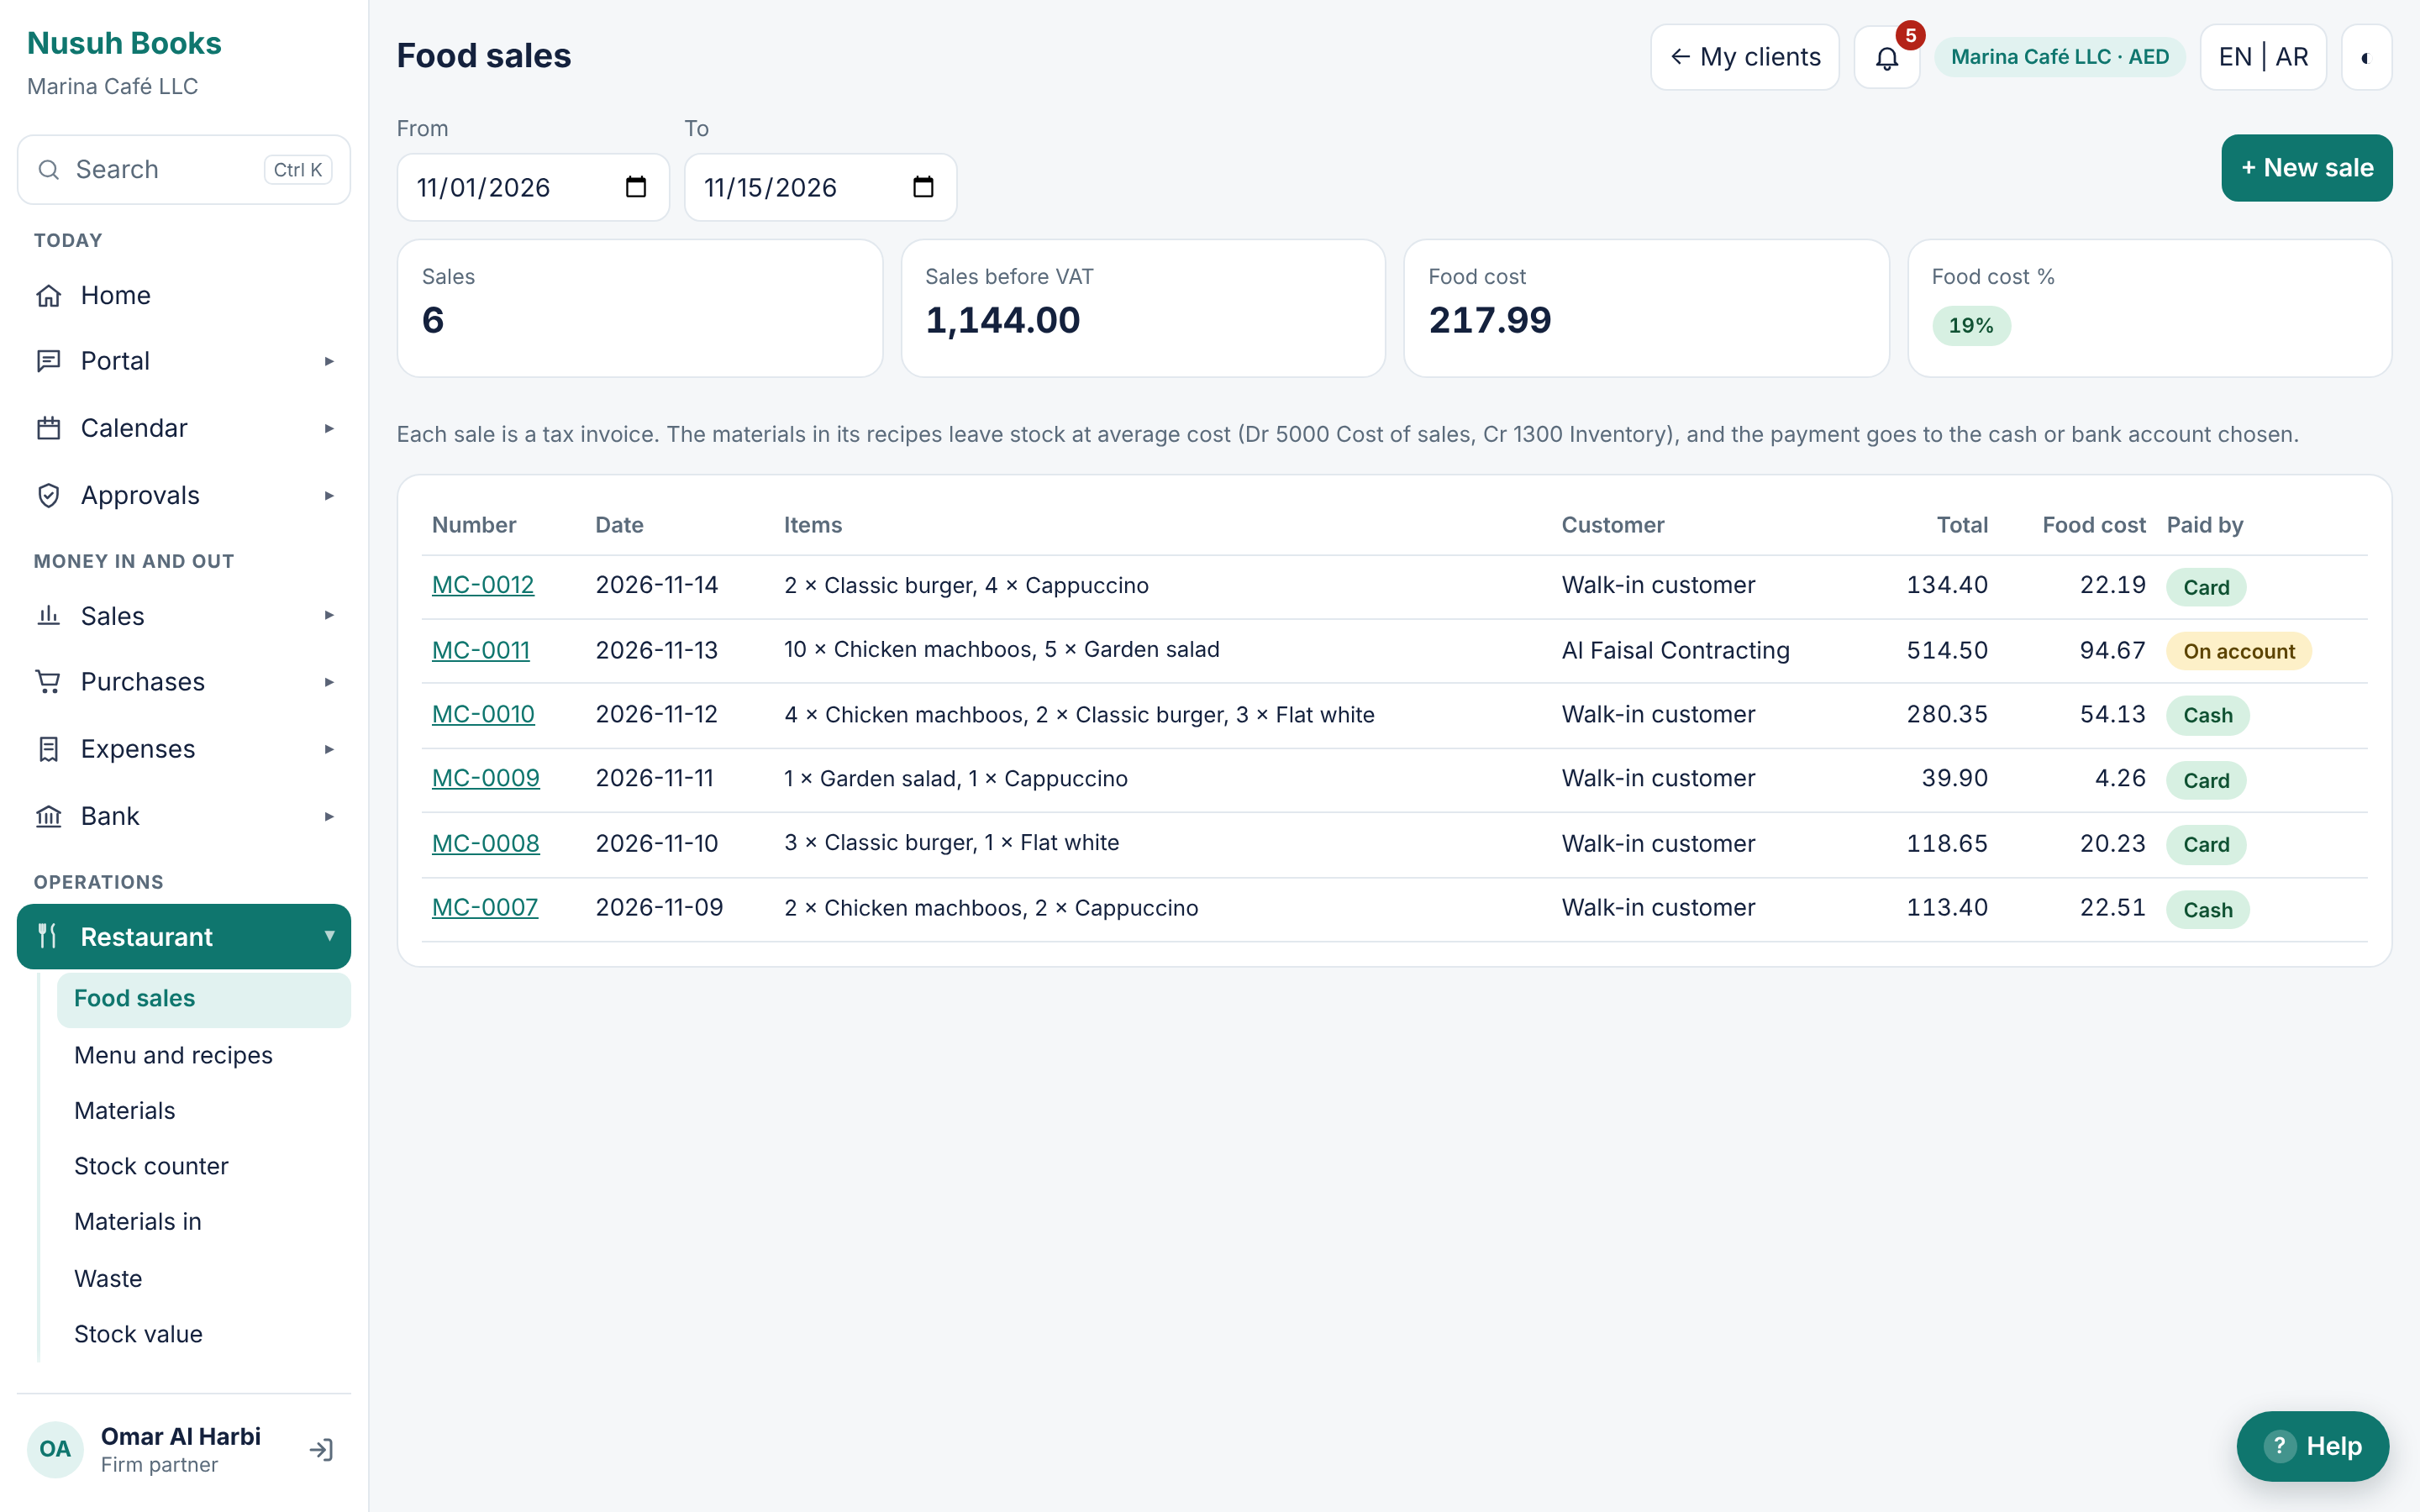 Nusuh Books
Marina Café LLC
Search Ctrl K
TODAY
Home
Portal
Calendar
Approvals
MONEY IN AND OUT
Sales
Purchases
Expenses
Bank
OPERATIONS
Restaurant
Food sales
Menu and recipes
Materials
Stock counter
Materials in
Waste
Stock value
OA Omar Al Harbi
Firm partner
Food sales
← My clients 5 Marina Café LLC · AED EN | AR
From To
11/01/2026 11/15/2026
+ New sale
Sales Sales before VAT Food cost Food cost %
6 1,144.00 217.99 19%
Each sale is a tax invoice. The materials in its recipes leave stock at average cost (Dr 5000 Cost of sales, Cr 1300 Inventory), and the payment goes to the cash or bank account chosen.
Number Date Items Customer Total Food cost Paid by
MC-0012 2026-11-14 2 × Classic burger, 4 × Cappuccino Walk-in customer 134.40 22.19 Card
MC-0011 2026-11-13 10 × Chicken machboos, 5 × Garden salad Al Faisal Contracting 514.50 94.67 On account
MC-0010 2026-11-12 4 × Chicken machboos, 2 × Classic burger, 3 × Flat white Walk-in customer 280.35 54.13 Cash
MC-0009 2026-11-11 1 × Garden salad, 1 × Cappuccino Walk-in customer 39.90 4.26 Card
MC-0008 2026-11-10 3 × Classic burger, 1 × Flat white Walk-in customer 118.65 20.23 Card
MC-0007 2026-11-09 2 × Chicken machboos, 2 × Cappuccino Walk-in customer 113.40 22.51 Cash
? Help